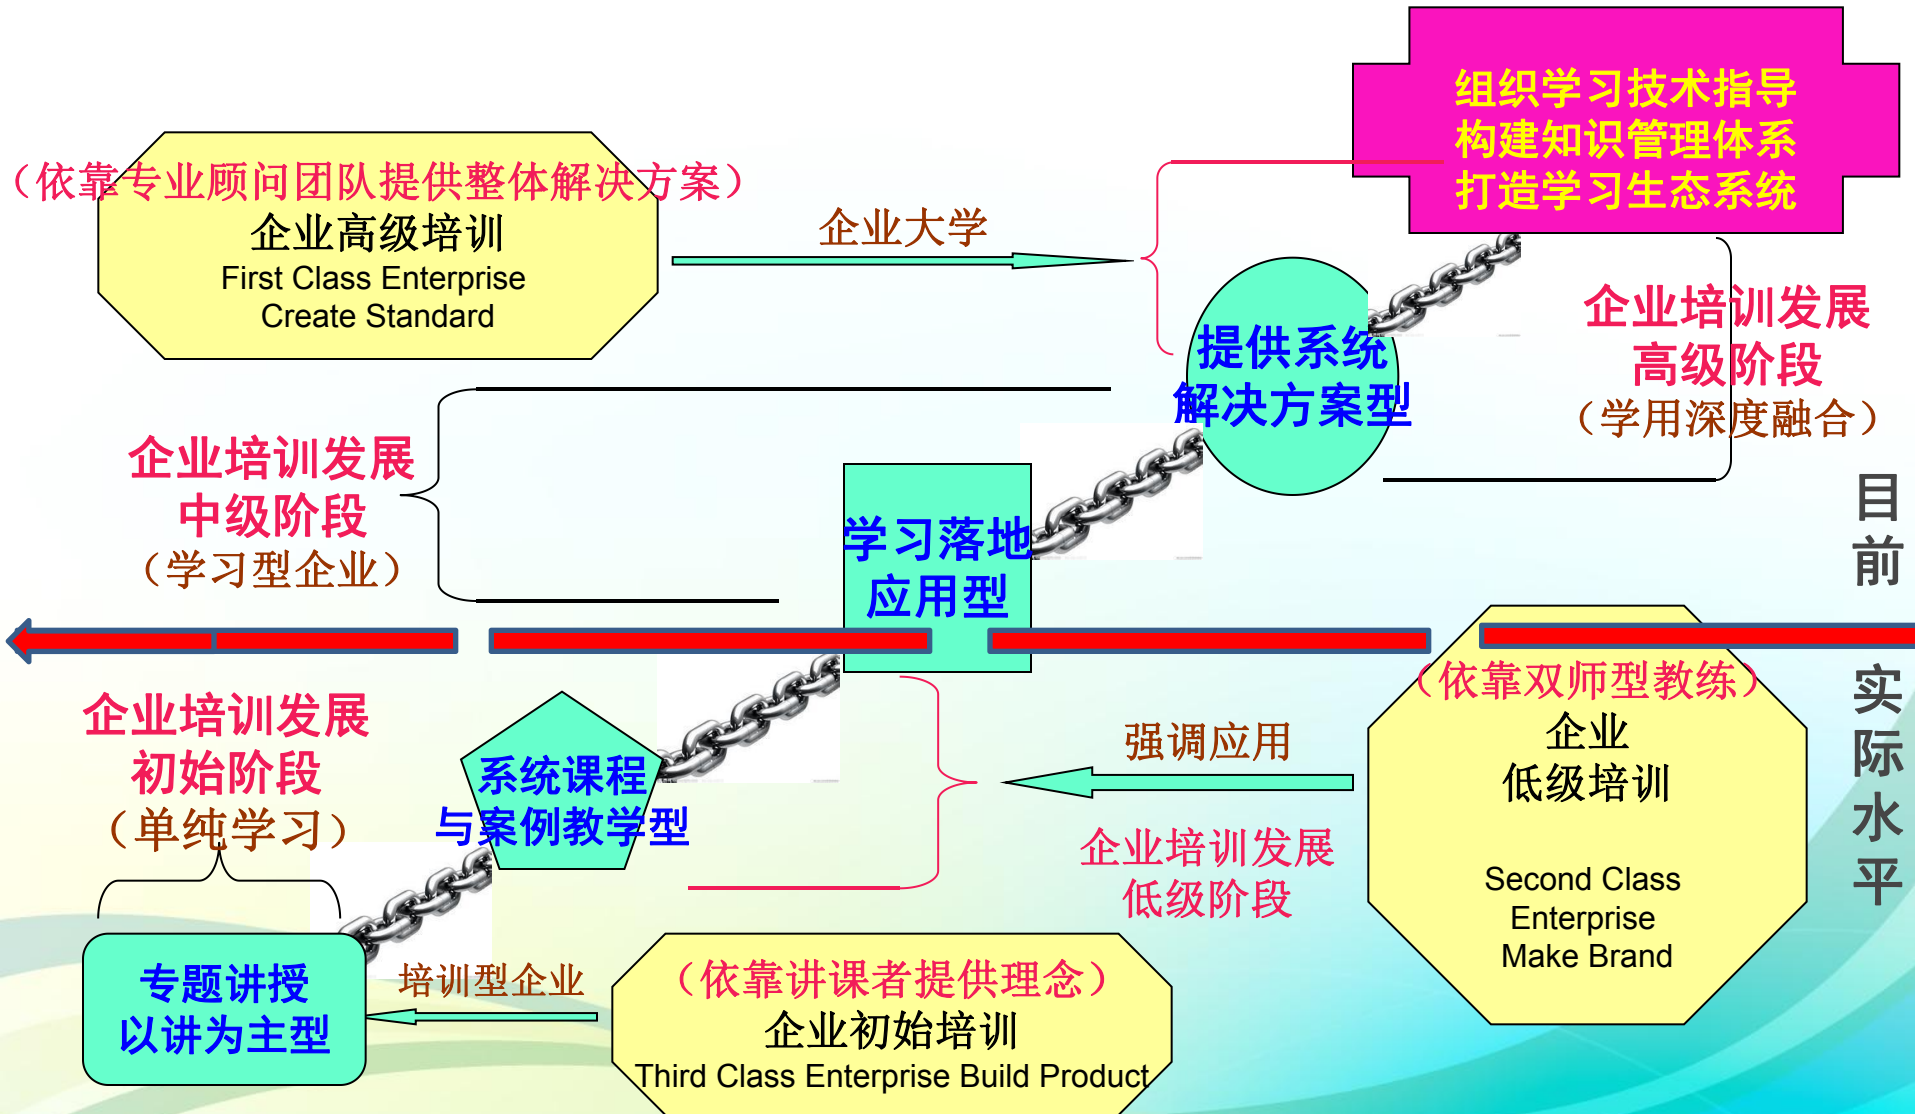 组织学习技术指导
构建知识管理体系
打造学习生态系统
（依靠专业顾问团队提供整体解决方案）
企业高级培训
First Class Enterprise
Create Standard
企业大学
提供系统
解决方案型
企业培训发展
高级阶段
（学用深度融合）
企业培训发展
中级阶段
（学习型企业）
学习落地
应用型
目
前
实
际
水
平
企业培训发展
初始阶段
（单纯学习）
系统课程
与案例教学型
强调应用
企业培训发展
低级阶段
（依靠双师型教练）
企业
低级培训
Second Class
Enterprise
Make Brand
专题讲授
以讲为主型
培训型企业
（依靠讲课者提供理念）
企业初始培训
Third Class Enterprise Build Product